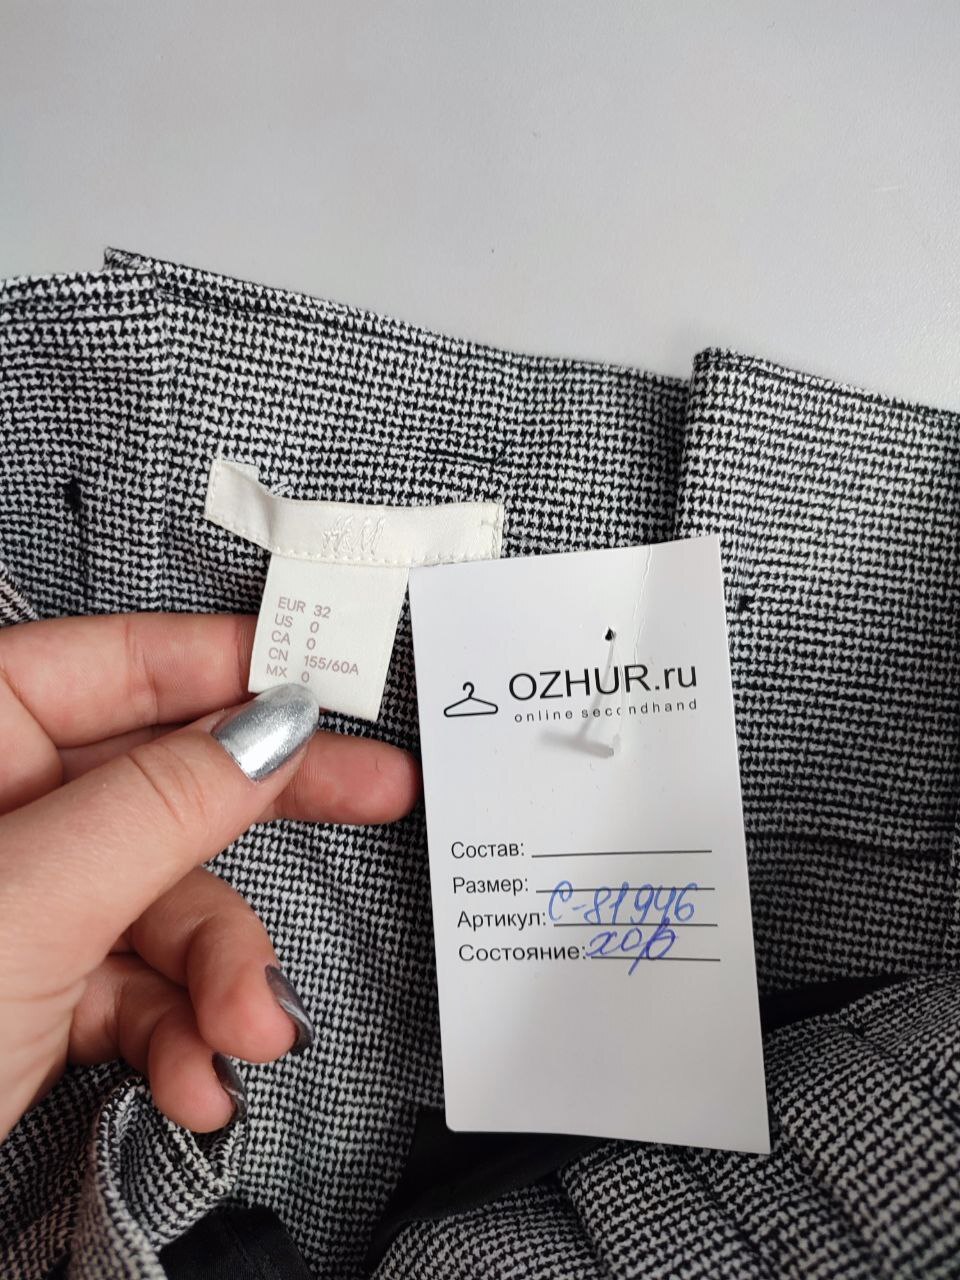 H&M
EUR 32
US 0
CA 0
CN 155/60A
MX 0
OZHUR.ru
online secondhand
Состав:
Размер:
Артикул: С-81946
Состояние: хор